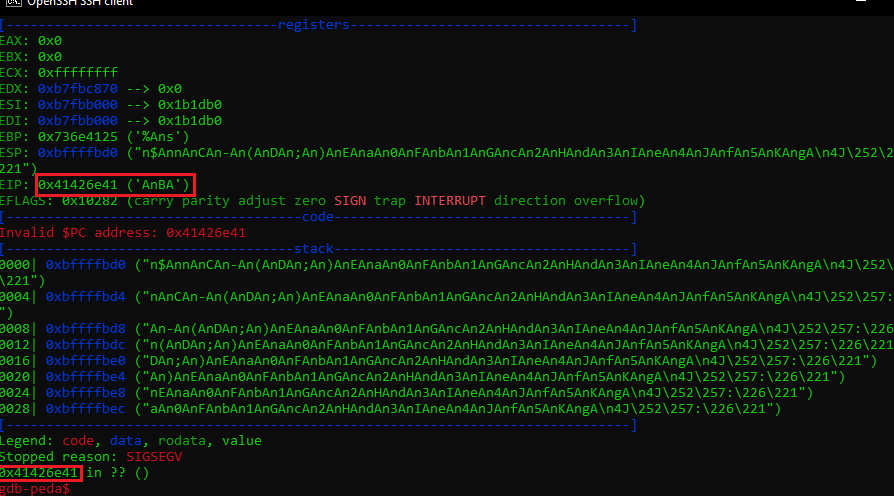 OpenSSH SSH client
[----------------------------------registers-----------------------------------]
EAX: 0x0
EBX: 0x0
ECX: 0xffffffff
EDX: 0xb7fbc870 --> 0x0
ESI: 0xb7fbb000 --> 0x1b1db0
EDI: 0xb7fbb000 --> 0x1b1db0
EBP: 0x736e4125 ('%Ans')
ESP: 0xbffffbd0 ("n$AnnAnCAn-An(AnDAn;An)AnEAnaAn0AnFAnbAn1AnGAncAn2AnHAndAn3AnIAneAn4AnJAnfAn5AnKAngA\n4J\252\2
221")
EIP: 0x41426e41 ('AnBA')
EFLAGS: 0x10282 (carry parity adjust zero SIGN trap INTERRUPT direction overflow)
[-------------------------------------code-------------------------------------]
Invalid $PC address: 0x41426e41
[------------------------------------stack-------------------------------------]
0000| 0xbffffbd0 ("n$AnnAnCAn-An(AnDAn;An)AnEAnaAn0AnFAnbAn1AnGAncAn2AnHAndAn3AnIAneAn4AnJAnfAn5AnKAngA\n4J\252\
\221")
0004| 0xbffffbd4 ("nAnCAn-An(AnDAn;An)AnEAnaAn0AnFAnbAn1AnGAncAn2AnHAndAn3AnIAneAn4AnJAnfAn5AnKAngA\n4J\252\257:
")
0008| 0xbffffbd8 ("An-An(AnDAn;An)AnEAnaAn0AnFAnbAn1AnGAncAn2AnHAndAn3AnIAneAn4AnJAnfAn5AnKAngA\n4J\252\257:\226
0012| 0xbffffbdc ("n(AnDAn;An)AnEAnaAn0AnFAnbAn1AnGAncAn2AnHAndAn3AnIAneAn4AnJAnfAn5AnKAngA\n4J\252\257:\226\221
0016| 0xbffffbe0 ("DAn;An)AnEAnaAn0AnFAnbAn1AnGAncAn2AnHAndAn3AnIAneAn4AnJAnfAn5AnKAngA\n4J\252\257:\226\221")
0020| 0xbffffbe4 ("An)AnEAnaAn0AnFAnbAn1AnGAncAn2AnHAndAn3AnIAneAn4AnJAnfAn5AnKAngA\n4J\252\257:\226\221")
0024| 0xbffffbe8 ("nEAnaAn0AnFAnbAn1AnGAncAn2AnHAndAn3AnIAneAn4AnJAnfAn5AnKAngA\n4J\252\257:\226\221")
0028| 0xbffffbec ("aAn0AnFAnbAn1AnGAncAn2AnHAndAn3AnIAneAn4AnJAnfAn5AnKAngA\n4J\252\257:\226\221")
[------------------------------------------------------------------------------]
Legend: code, data, rodata, value
Stopped reason: SIGSEGV
0x41426e41 in ?? ()
gdb-peda$